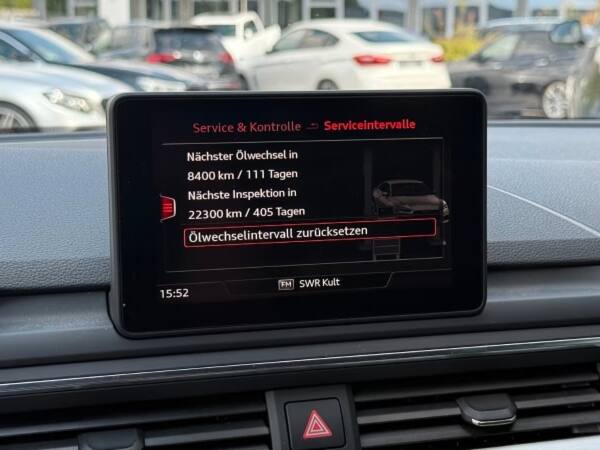 Service & Kontrolle Serviceintervalle
Nächster Ölwechsel in
8400 km / 111 Tagen
Nächste Inspektion in
22300 km / 405 Tagen
Ölwechselintervall zurücksetzen
15:52 FM SWR Kult